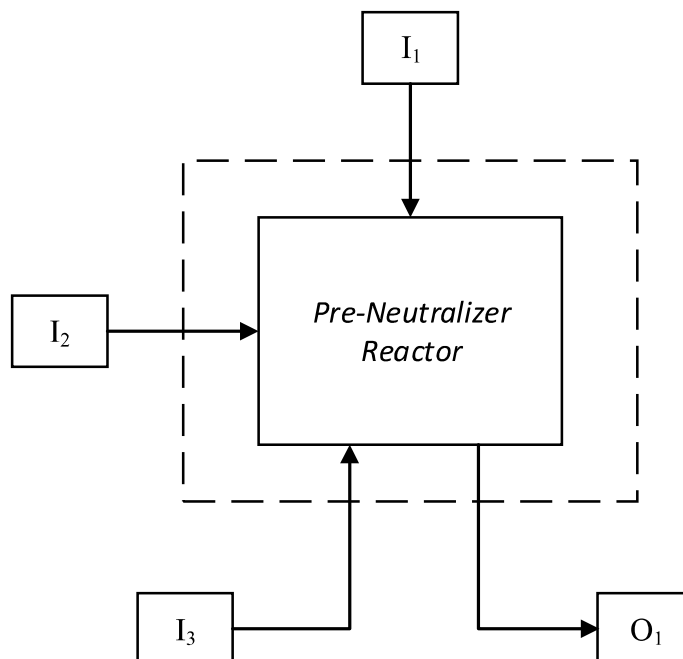 I₁
Pre-Neutralizer
Reactor
I₂
I₃
O₁